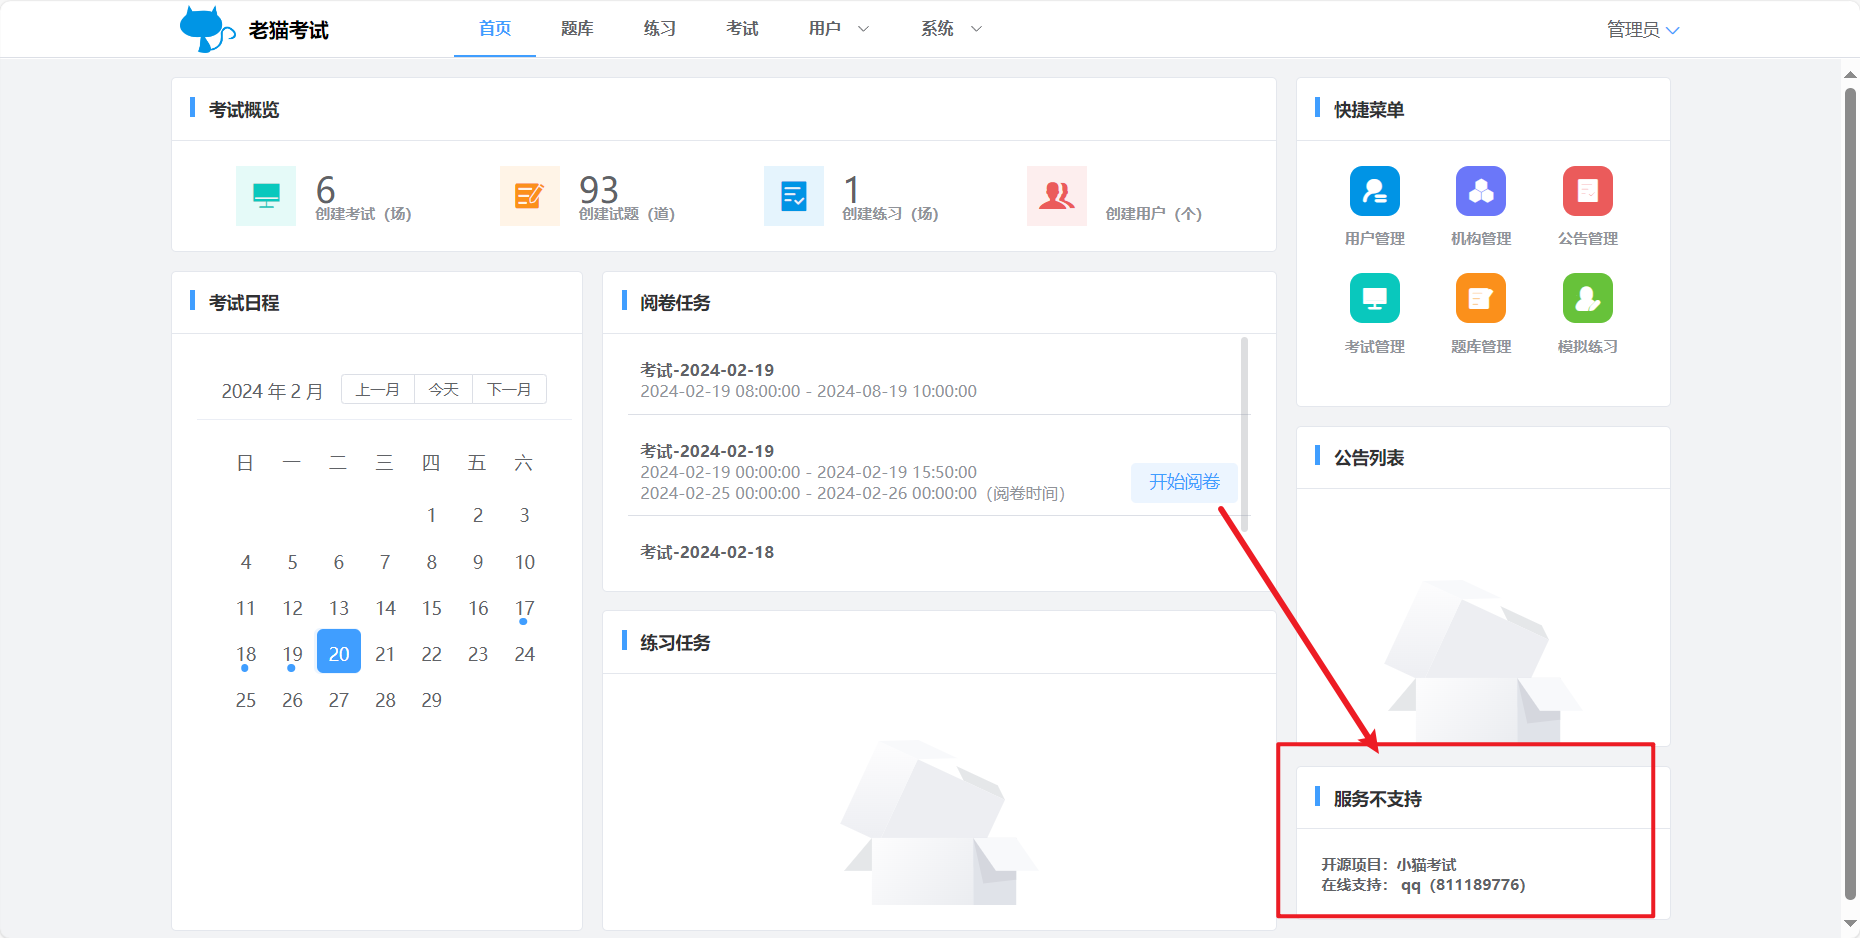 老猫考试
首页
题库
练习
考试
用户
系统
管理员
考试概览
6
创建考试（场）
93
创建试题（道）
1
创建练习（场）
创建用户（个）
快捷菜单
用户管理
机构管理
公告管理
考试管理
题库管理
模拟练习
考试日程
2024 年 2 月
上一月
今天
下一月
日 一 二 三 四 五 六
1 2 3
4 5 6 7 8 9 10
11 12 13 14 15 16 17
18 19 20 21 22 23 24
25 26 27 28 29
阅卷任务
考试-2024-02-19
2024-02-19 08:00:00 - 2024-08-19 10:00:00
考试-2024-02-19
2024-02-19 00:00:00 - 2024-02-19 15:50:00
2024-02-25 00:00:00 - 2024-02-26 00:00:00（阅卷时间）
开始阅卷
考试-2024-02-18
练习任务
公告列表
服务不支持
开源项目：小猫考试
在线支持： qq（811189776）